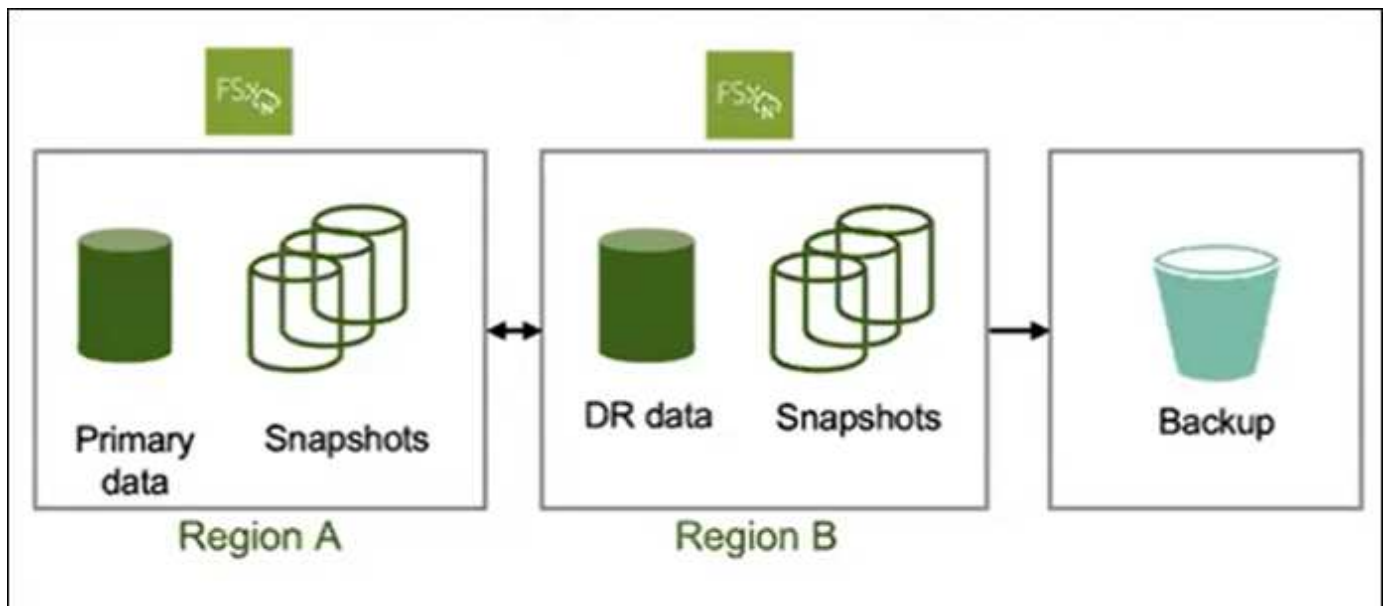 FSx
N
FSx
N
Primary
data
Snapshots
DR data
Snapshots
Backup
Region A
Region B